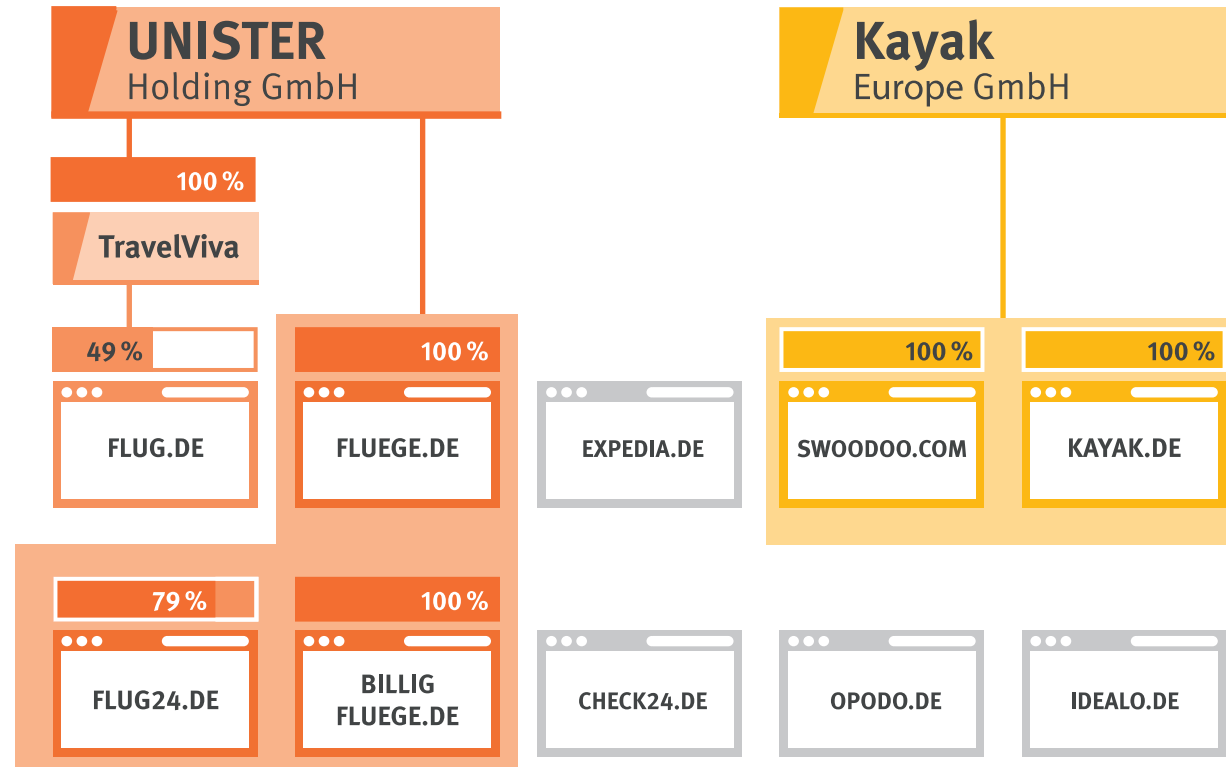 UNISTER
Holding GmbH
Kayak
Europe GmbH
100 %
TravelViva
49 %
100 %
100 %
100 %
FLUG.DE
FLUEGE.DE
EXPEDIA.DE
SWOODOO.COM
KAYAK.DE
79 %
100 %
FLUG24.DE
BILLIG
FLUEGE.DE
CHECK24.DE
OPODO.DE
IDEALO.DE